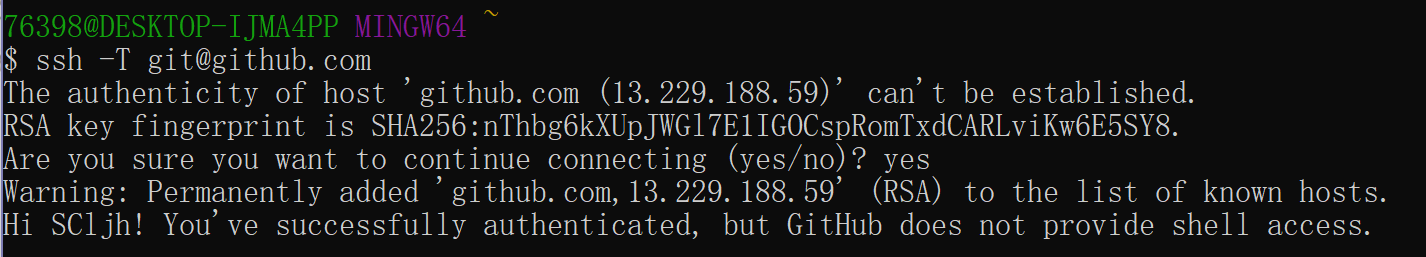 76398@DESKTOP-IJMA4PP MINGW64 ~
$ ssh -T git@github.com
The authenticity of host 'github.com (13.229.188.59)' can't be established.
RSA key fingerprint is SHA256:nThbg6kXUpJWGl7E1IGOCspRomTxdCARLviKw6E5SY8.
Are you sure you want to continue connecting (yes/no)? yes
Warning: Permanently added 'github.com,13.229.188.59' (RSA) to the list of known hosts.
Hi SCljh! You've successfully authenticated, but GitHub does not provide shell access.